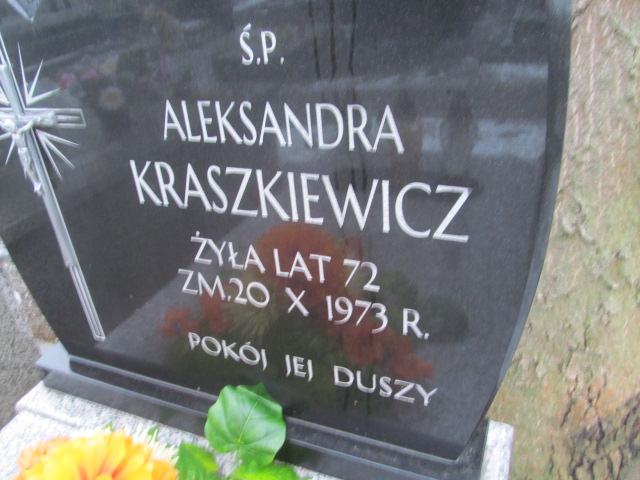 Ś.P.
ALEKSANDRA
KRASZKIEWICZ
ŻYŁA LAT 72
ZM.20 X 1973 R.
POKÓJ JEJ DUSZY